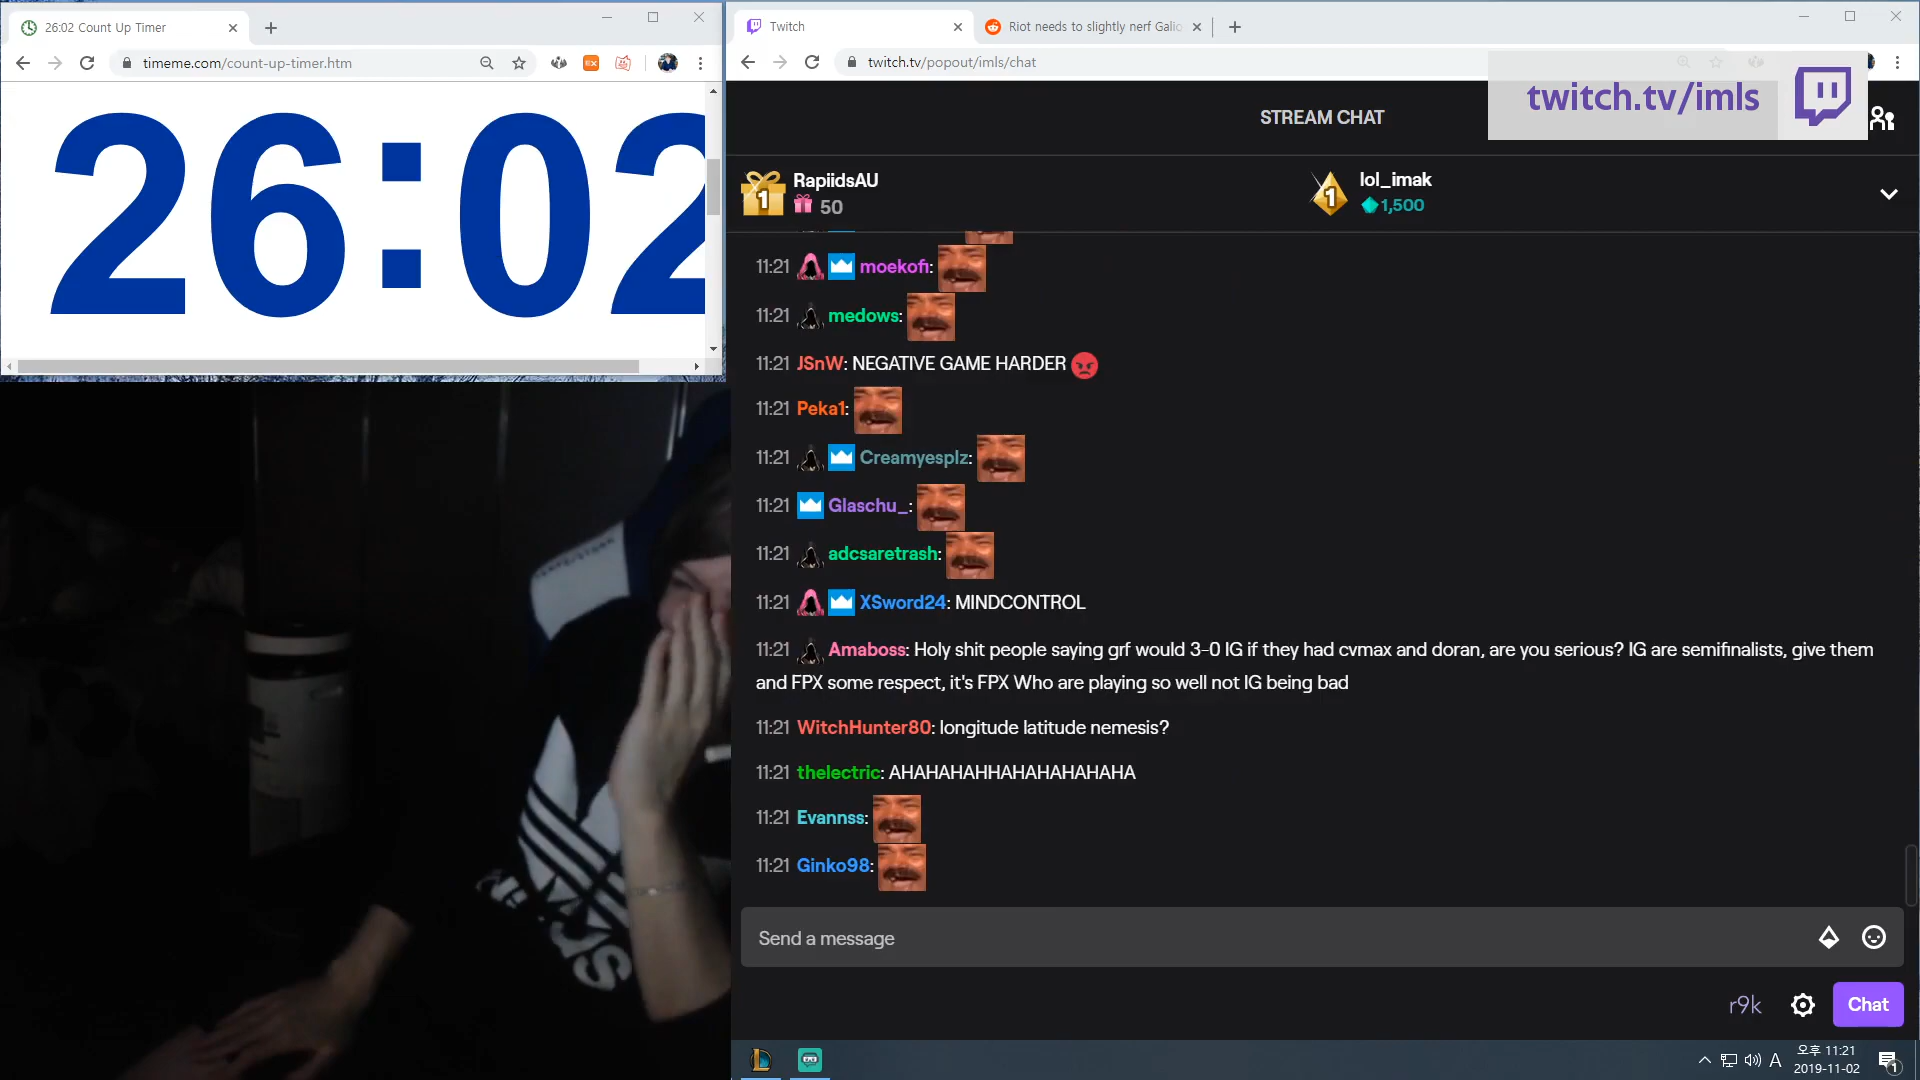 26:02 Count Up Timer
timeme.com/count-up-timer.htm
26:02
Twitch
Riot needs to slightly nerf Galio
twitch.tv/popout/imls/chat
twitch.tv/imls
STREAM CHAT
1 RapiidsAU
50
1 lol_imak
1,500
11:21 moekofi:
11:21 medows:
11:21 JSnW: NEGATIVE GAME HARDER
11:21 Peka1:
11:21 Creamyesplz:
11:21 Glaschu_:
11:21 adcsaretrash:
11:21 XSword24: MINDCONTROL
11:21 Amaboss: Holy shit people saying grf would 3-0 IG if they had cvmax and doran, are you serious? IG are semifinalists, give them
and FPX some respect, it's FPX Who are playing so well not IG being bad
11:21 WitchHunter80: longitude latitude nemesis?
11:21 thelectric: AHAHAHAHHAHAHAHAHAHA
11:21 Evannss:
11:21 Ginko98:
Send a message
r9k
Chat
A
오후 11:21
2019-11-02
1